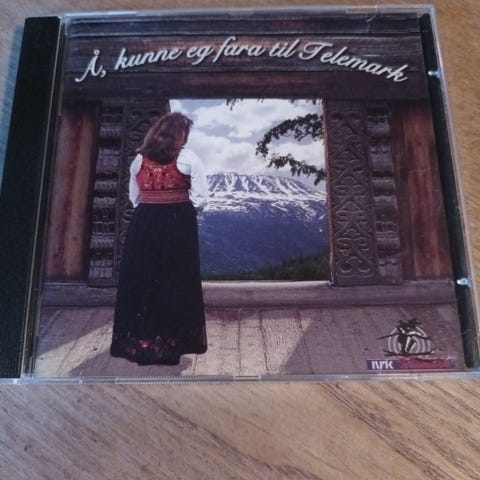 Å, kunne eg fara til Telemark
NRK